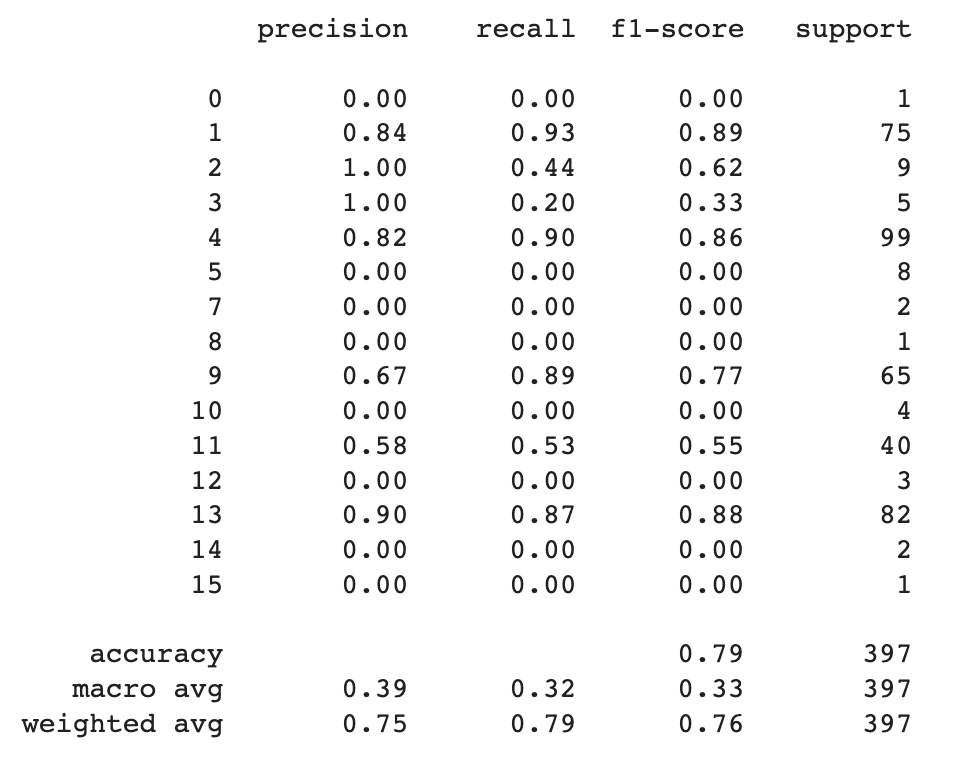 precision recall f1-score support
0 0.00 0.00 0.00 1
1 0.84 0.93 0.89 75
2 1.00 0.44 0.62 9
3 1.00 0.20 0.33 5
4 0.82 0.90 0.86 99
5 0.00 0.00 0.00 8
7 0.00 0.00 0.00 2
8 0.00 0.00 0.00 1
9 0.67 0.89 0.77 65
10 0.00 0.00 0.00 4
11 0.58 0.53 0.55 40
12 0.00 0.00 0.00 3
13 0.90 0.87 0.88 82
14 0.00 0.00 0.00 2
15 0.00 0.00 0.00 1
accuracy 0.79 397
macro avg 0.39 0.32 0.33 397
weighted avg 0.75 0.79 0.76 397